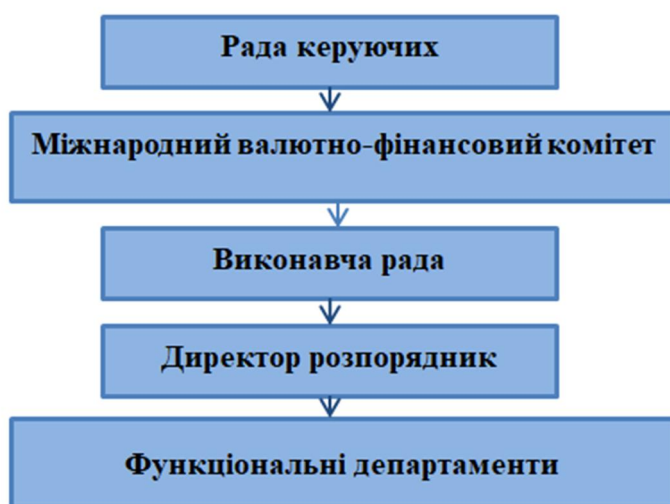 Рада керуючих
Міжнародний валютно-фінансовий комітет
Виконавча рада
Директор розпорядник
Функціональні департаменти